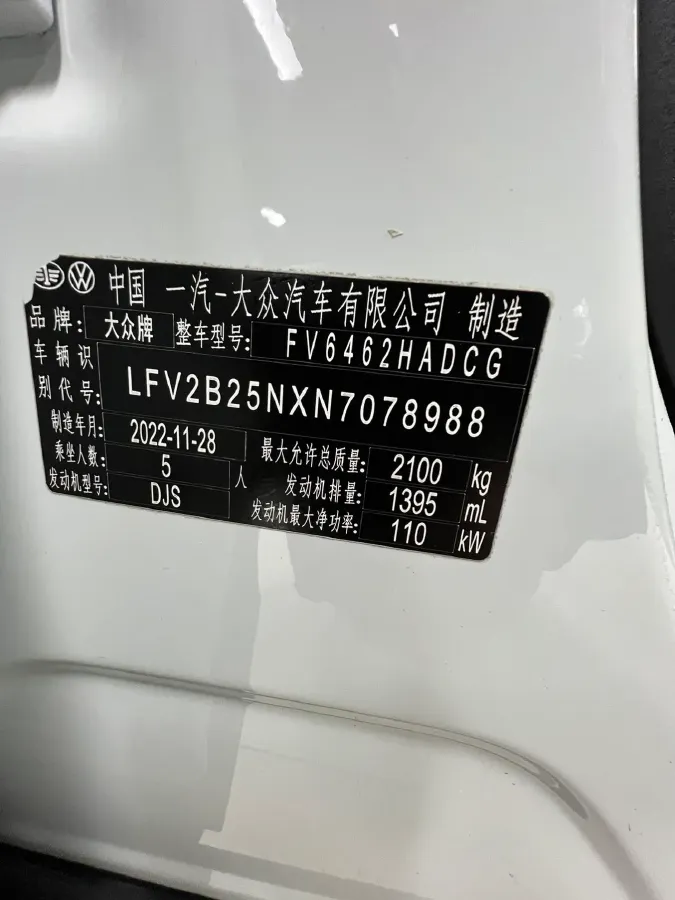 中国 一汽-大众汽车有限公司 制造
品牌: 大众牌 整车型号: FV6462HADCG
车辆识别代号: LFV2B25NXN7078988
制造年月: 2022-11-28 最大允许总质量: 2100 kg
乘坐人数: 5 人 发动机排量: 1395 mL
发动机型号: DJS 发动机最大净功率: 110 kW